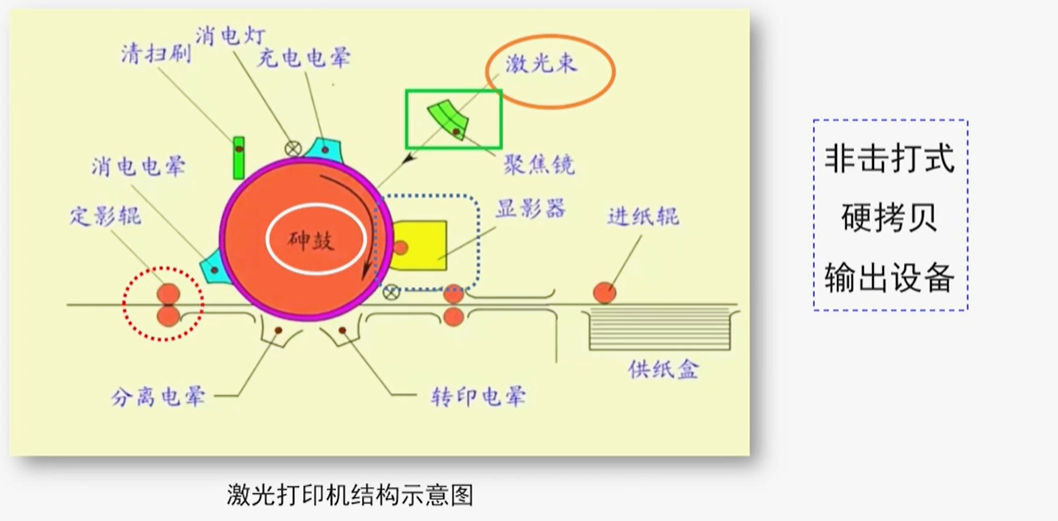 消电灯
清扫刷
充电电晕
激光束
聚焦镜
消电电晕
定影辊
显影器
进纸辊
砷鼓
供纸盒
分离电晕
转印电晕
激光打印机结构示意图
非击打式
硬拷贝
输出设备